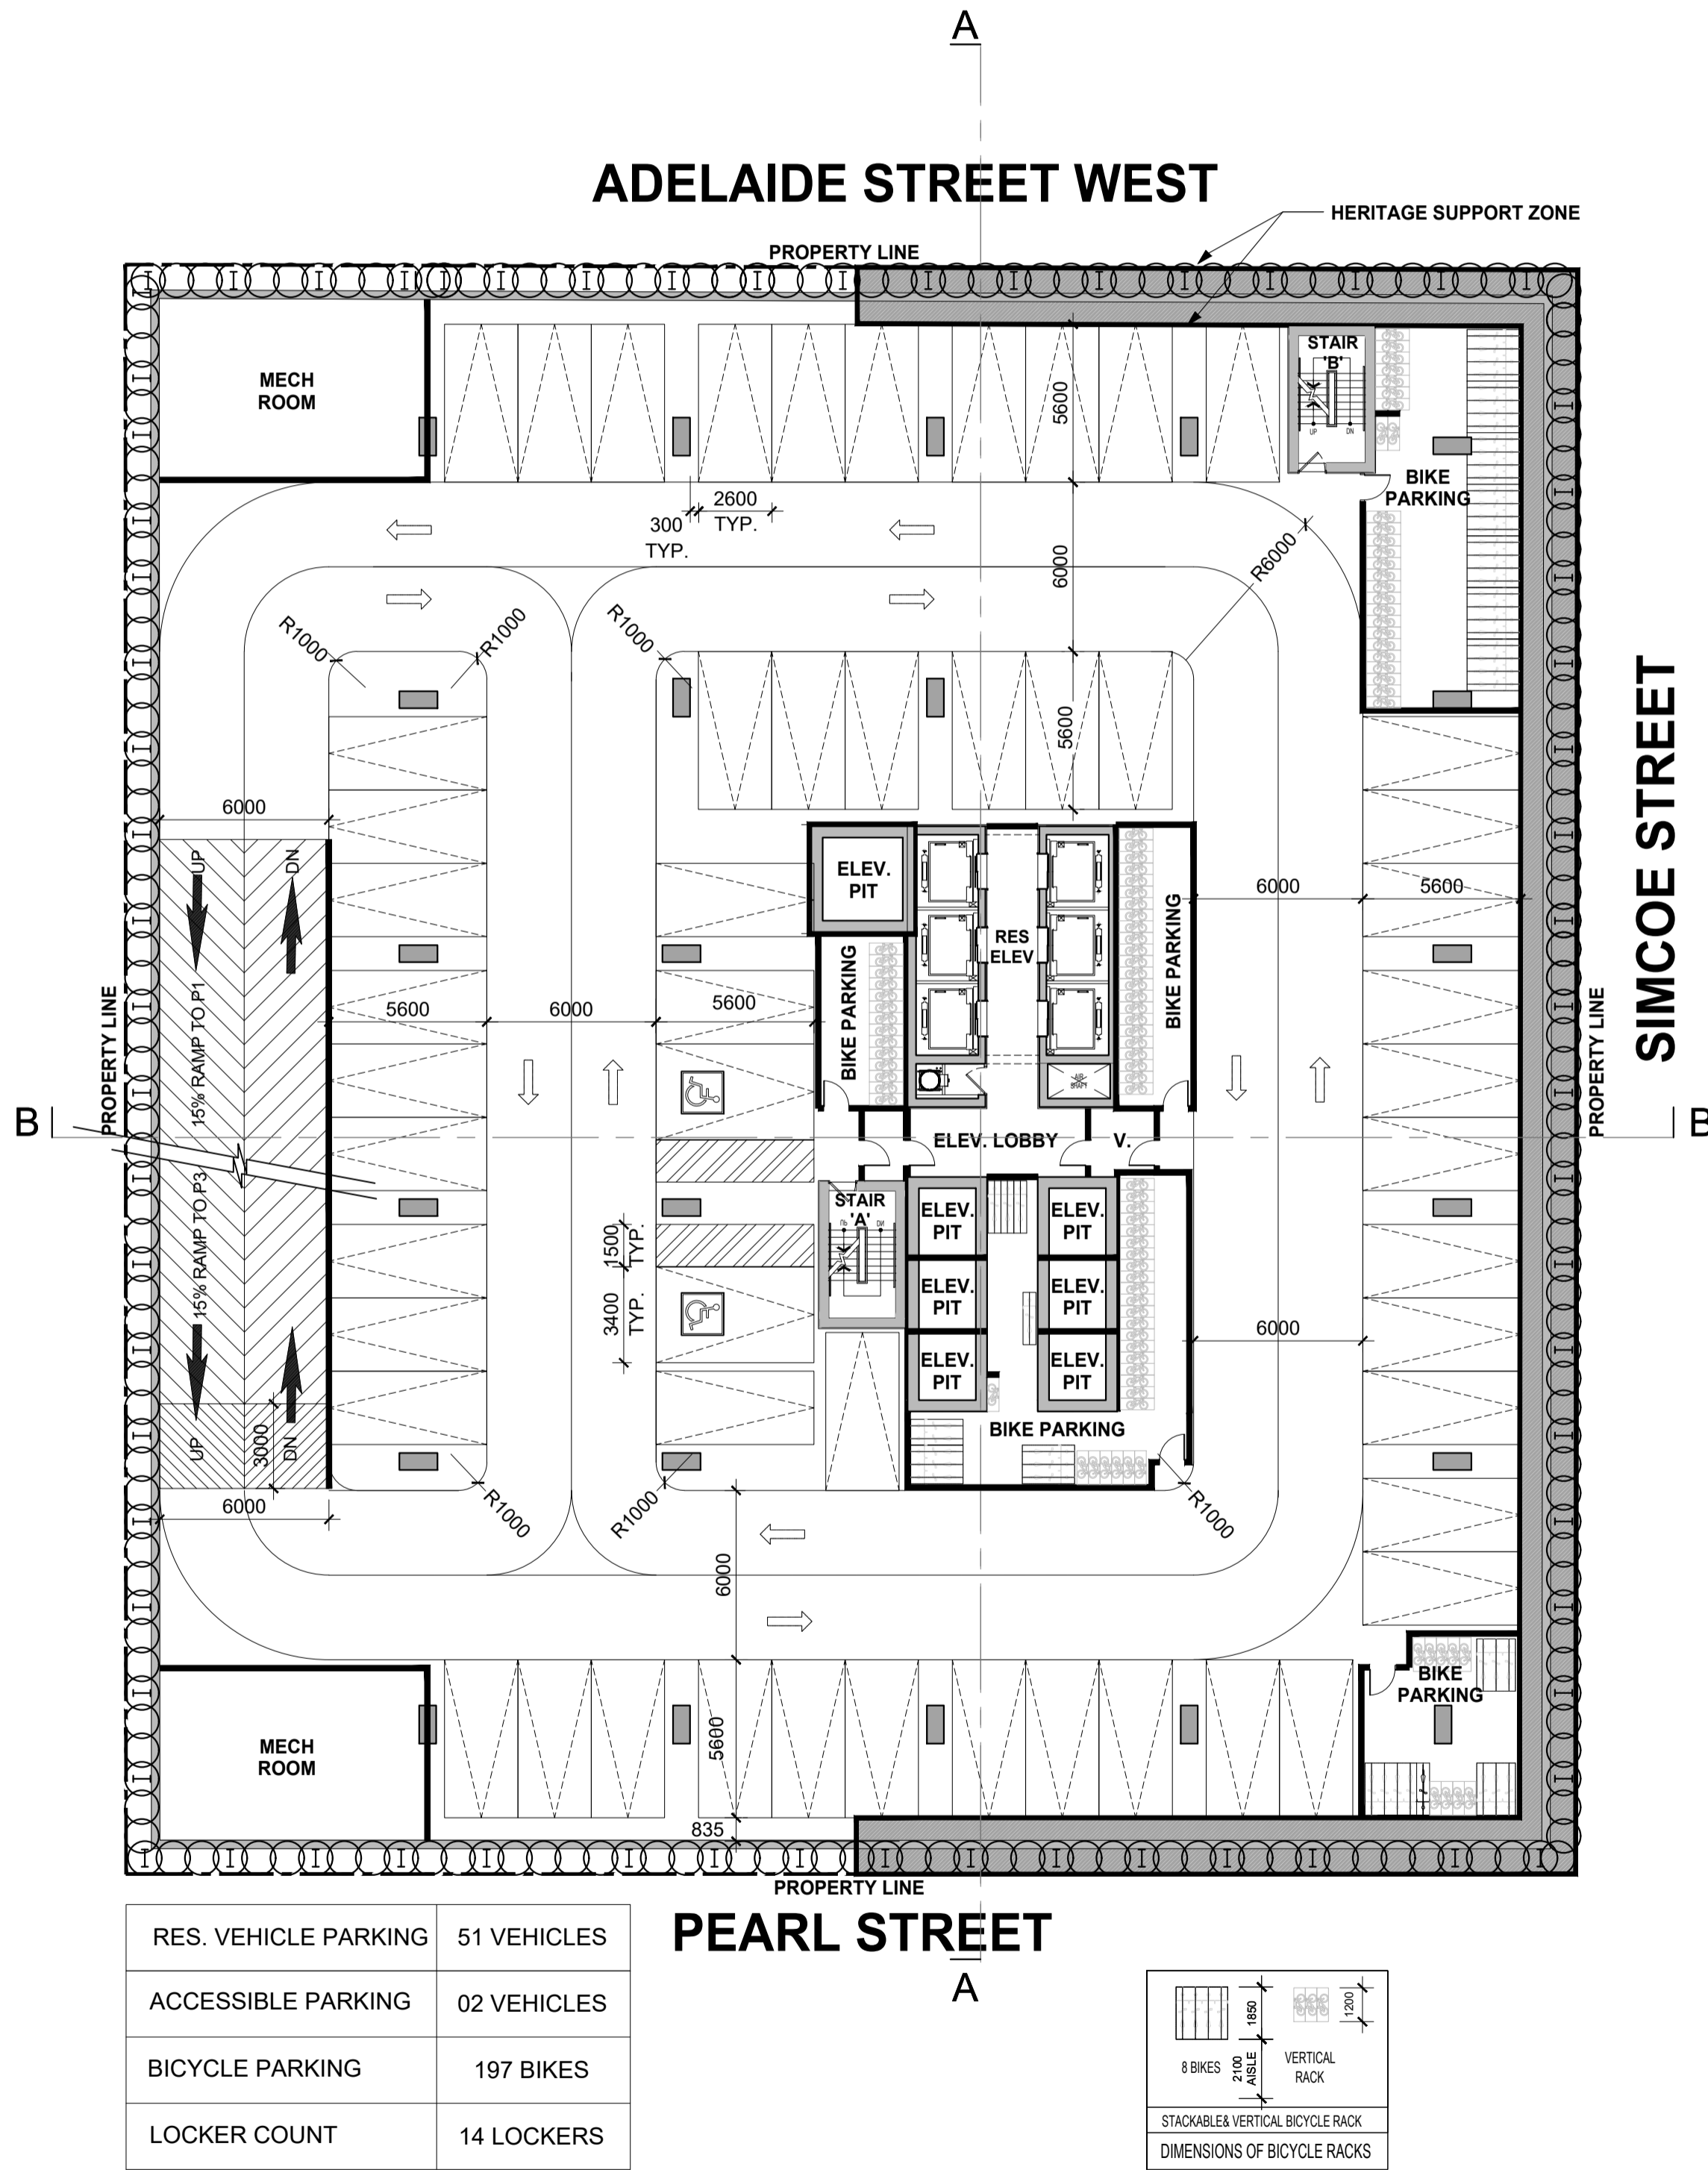 A
ADELAIDE STREET WEST
HERITAGE SUPPORT ZONE
PROPERTY LINE
MECH
ROOM
STAIR
'B'
UP
DN
5600
BIKE
PARKING
2600
TYP.
300
TYP.
6000
R6000
R1000
R1000
R1000
5600
SIMCOE STREET
6000
UP
DN
ELEV.
PIT
RES
ELEV
BIKE PARKING
6000
5600
BIKE PARKING
PROPERTY LINE
15% RAMP TO P1
5600
6000
5600
PROPERTY LINE
AIR
SHAFT
B
B
ELEV. LOBBY
V.
15% RAMP TO P3
STAIR
'A'
UP
DN
ELEV.
PIT
ELEV.
PIT
1500
TYP.
ELEV.
PIT
ELEV.
PIT
3400
TYP.
6000
ELEV.
PIT
ELEV.
PIT
BIKE PARKING
UP
3000
DN
6000
R1000
R1000
R1000
6000
BIKE
PARKING
MECH
ROOM
5600
835
PROPERTY LINE
PEARL STREET
A
RES. VEHICLE PARKING 51 VEHICLES
ACCESSIBLE PARKING 02 VEHICLES
BICYCLE PARKING 197 BIKES
LOCKER COUNT 14 LOCKERS
1850
1200
8 BIKES
2100
AISLE
VERTICAL
RACK
STACKABLE& VERTICAL BICYCLE RACK
DIMENSIONS OF BICYCLE RACKS